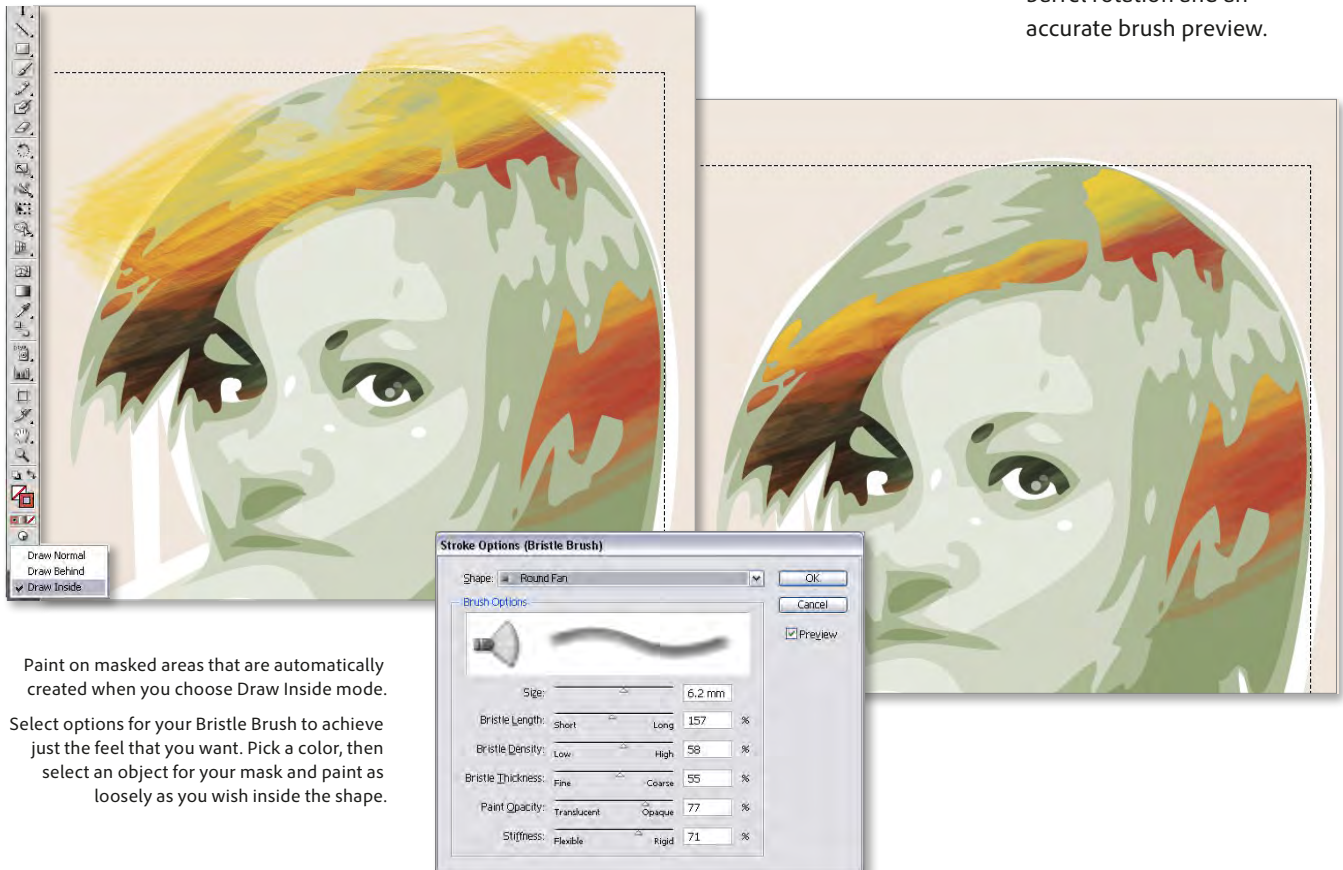 accurate brush preview.
T
Draw Normal
Draw Behind
Draw Inside
Paint on masked areas that are automatically
created when you choose Draw Inside mode.
Select options for your Bristle Brush to achieve
just the feel that you want. Pick a color, then
select an object for your mask and paint as
loosely as you wish inside the shape.
Stroke Options (Bristle Brush)
Shape: Round Fan
OK
Cancel
Preview
Brush Options
Size: 6.2 mm
Bristle Length: Short Long 157 %
Bristle Density: Low High 58 %
Bristle Thickness: Fine Coarse 55 %
Paint Opacity: Translucent Opaque 77 %
Stiffness: Flexible Rigid 71 %